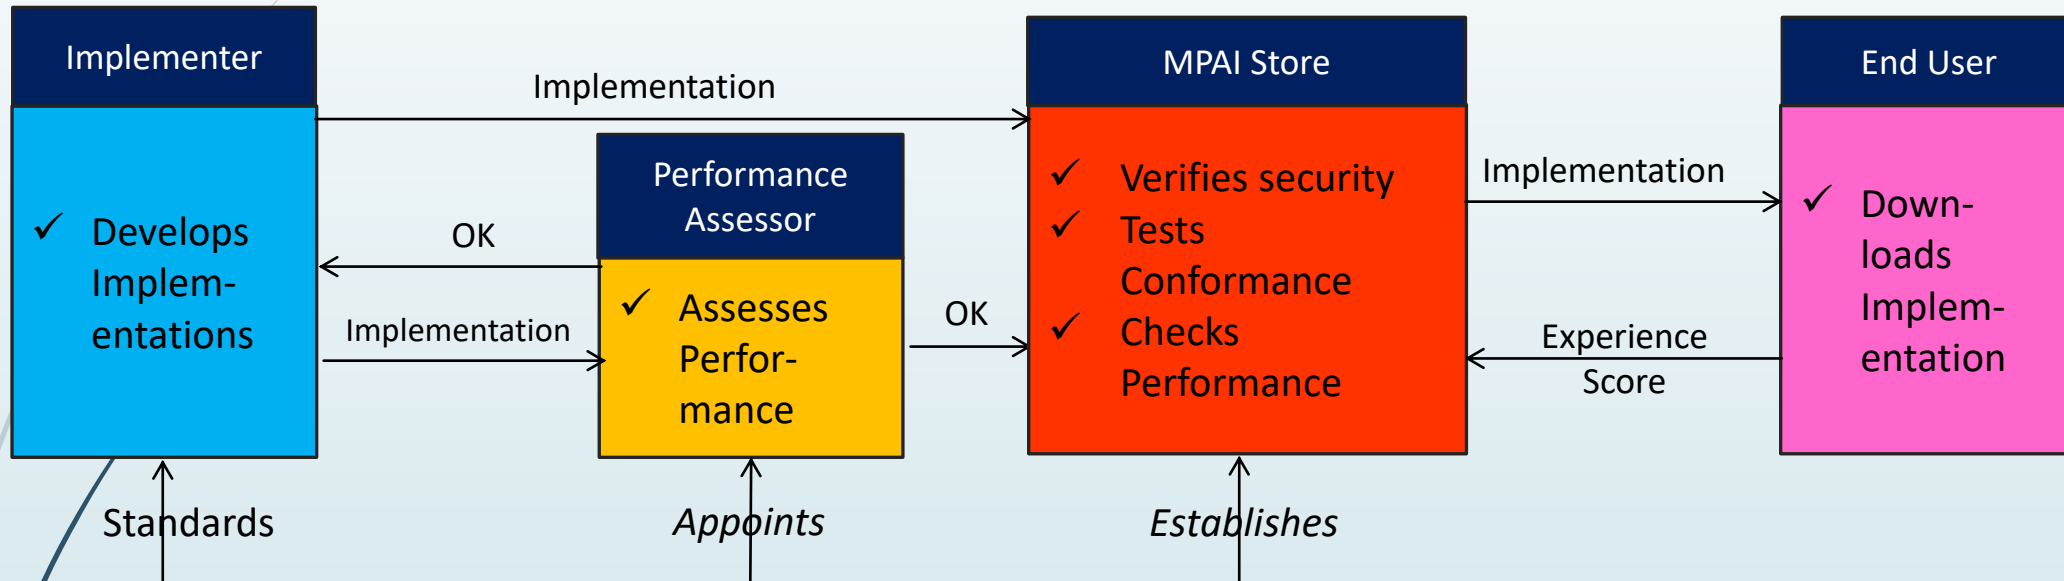 Implementer
✓ Develops
Implem-
entations
Implementation
OK
Implementation
Performance
Assessor
✓ Assesses
Perfor-
mance
OK
MPAI Store
✓ Verifies security
✓ Tests
Conformance
✓ Checks
Performance
Implementation
Experience
Score
End User
✓ Down-
loads
Implem-
entation
Standards
Appoints
Establishes